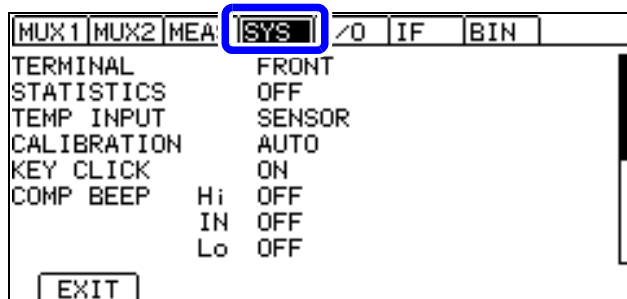 MUX1 MUX2 MEA SYS /O IF BIN
TERMINAL FRONT
STATISTICS OFF
TEMP INPUT SENSOR
CALIBRATION AUTO
KEY CLICK ON
COMP BEEP Hi OFF
IN OFF
Lo OFF
EXIT